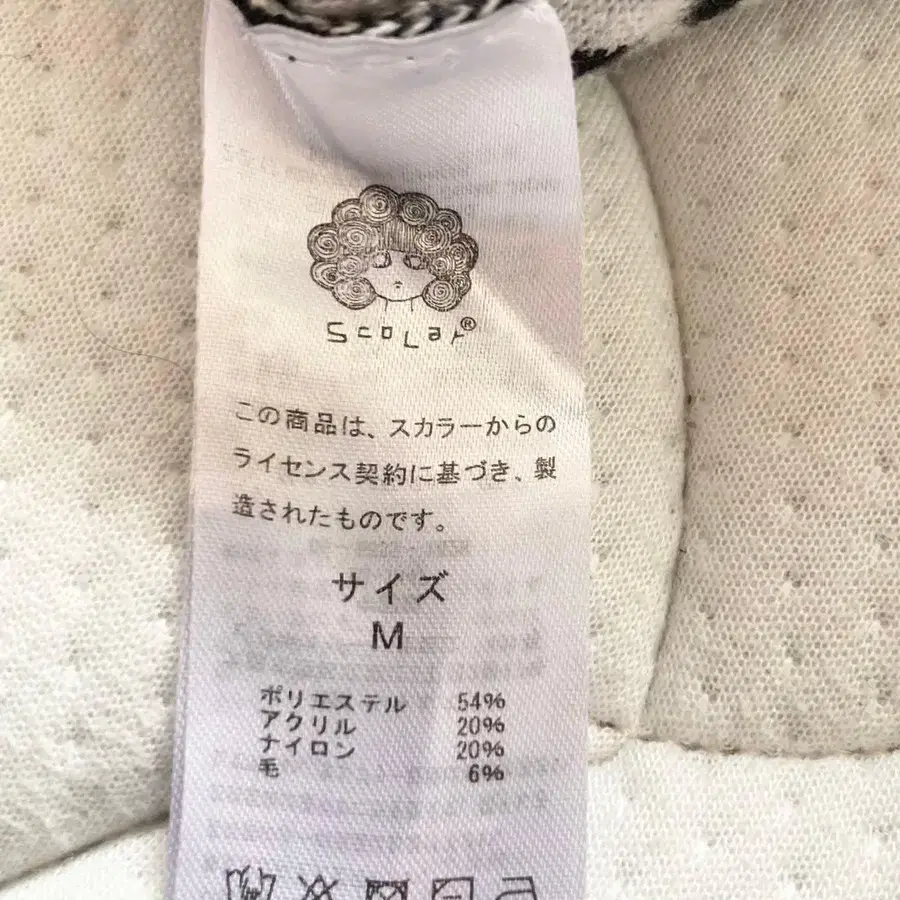 ScoLar®
この商品は、スカラーからの
ライセンス契約に基づき、製
造されたものです。
サイズ
M
ポリエステル 54%
アクリル 20%
ナイロン 20%
毛 6%